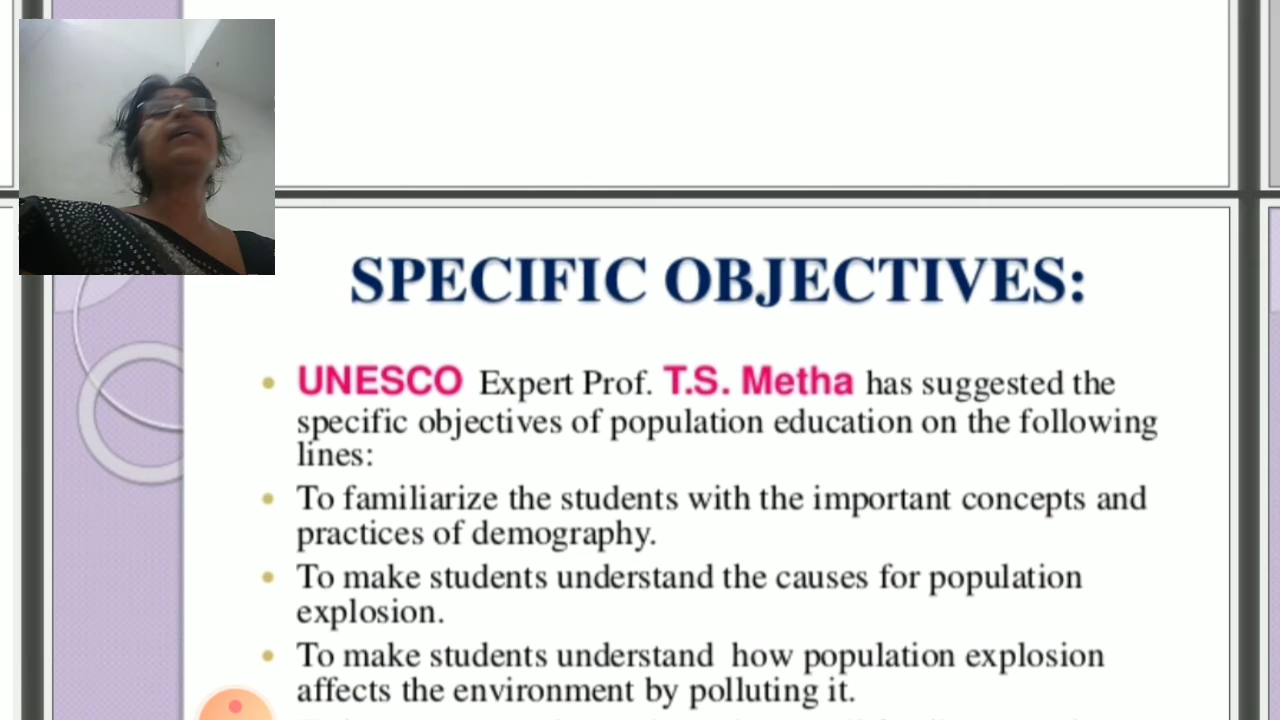 SPECIFIC OBJECTIVES:
• UNESCO Expert Prof. T.S. Metha has suggested the
specific objectives of population education on the following
lines:
• To familiarize the students with the important concepts and
practices of demography.
• To make students understand the causes for population
explosion.
• To make students understand how population explosion
affects the environment by polluting it.